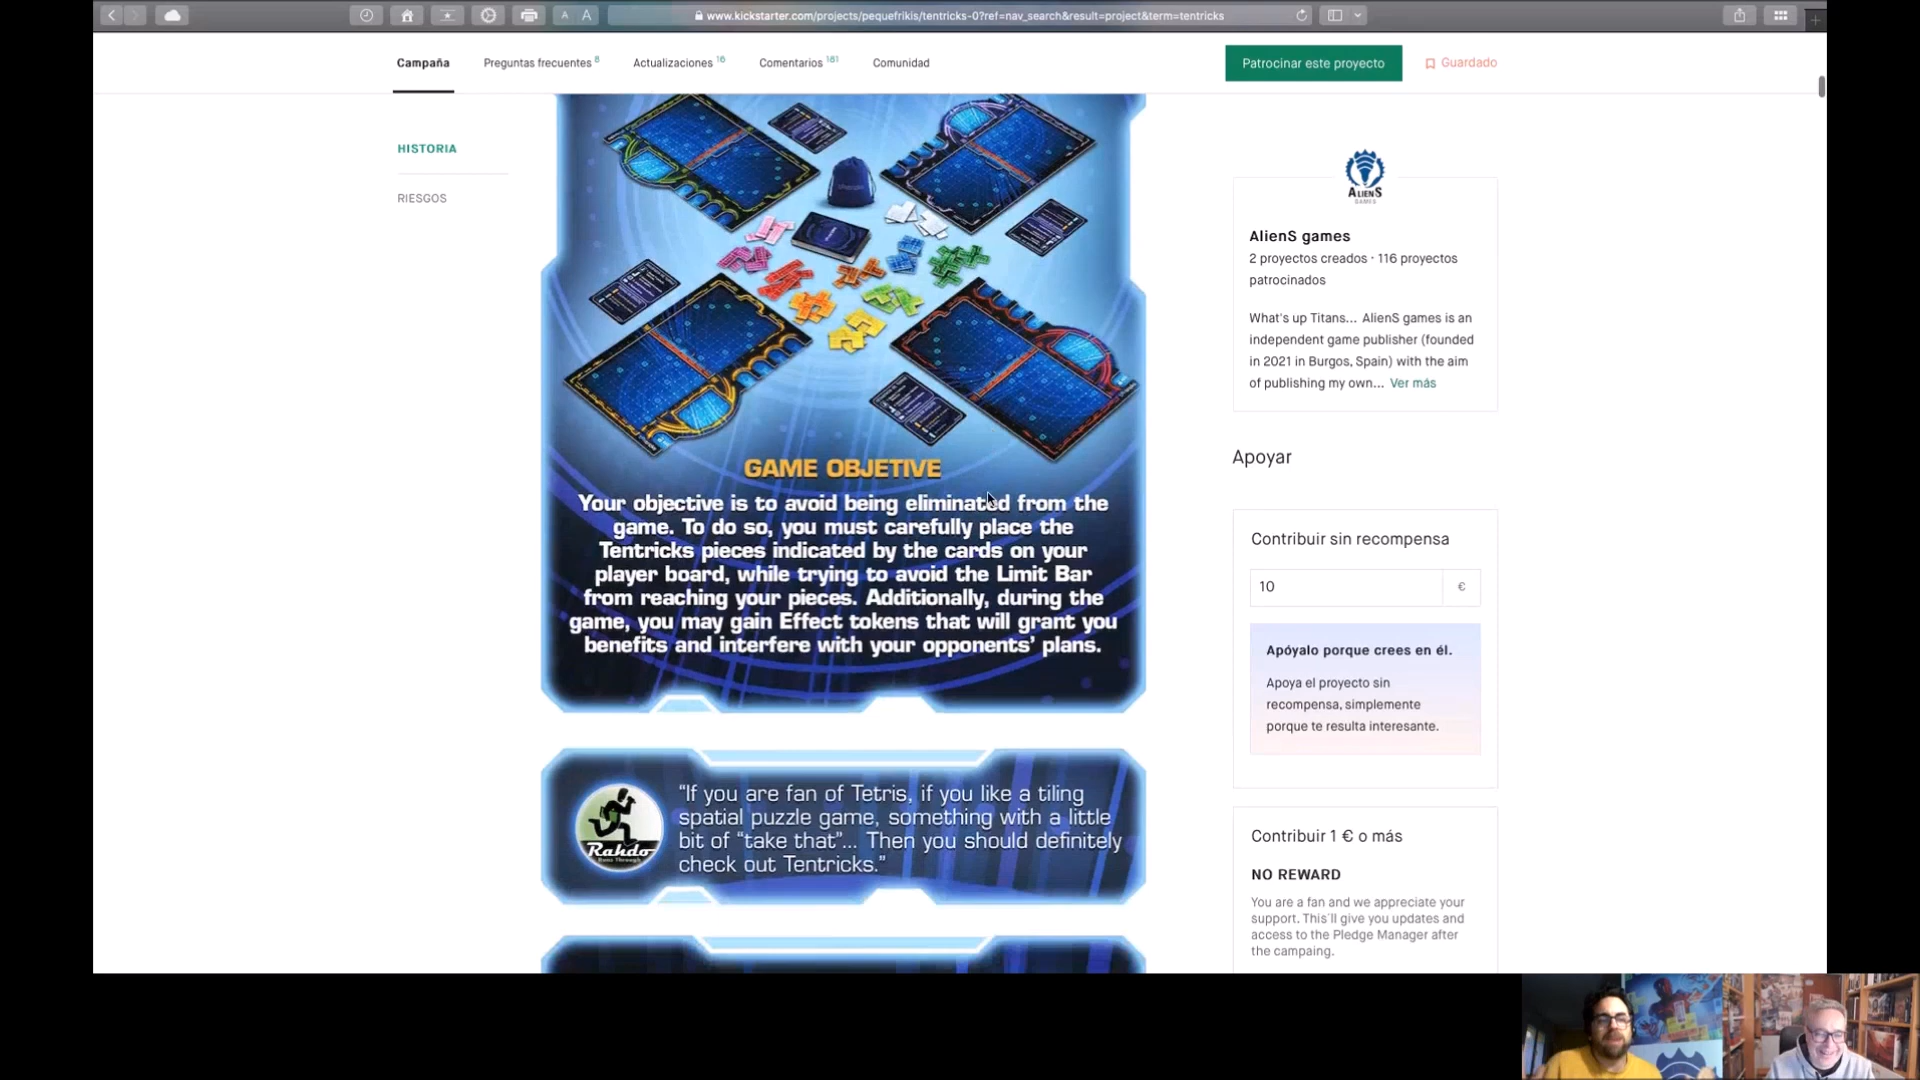 A A
www.kickstarter.com/projects/pequefrikis/tentricks-0?ref=nav_search&result=project&term=tentricks
Campaña
Preguntas frecuentes 8
Actualizaciones 16
Comentarios 181
Comunidad
Patrocinar este proyecto
Guardado
HISTORIA
RIESGOS
GAME OBJETIVE
Your objective is to avoid being eliminated from the
game. To do so, you must carefully place the
Tentricks pieces indicated by the cards on your
player board, while trying to avoid the Limit Bar
from reaching your pieces. Additionally, during the
game, you may gain Effect tokens that will grant you
benefits and interfere with your opponents' plans.
Rahdo
Runs Through
"If you are fan of Tetris, if you like a tiling
spatial puzzle game, something with a little
bit of "take that"... Then you should definitely
check out Tentricks."
ALIENS
GAMES
AlienS games
2 proyectos creados · 116 proyectos
patrocinados
What's up Titans... AlienS games is an
independent game publisher (founded
in 2021 in Burgos, Spain) with the aim
of publishing my own... Ver más
Apoyar
Contribuir sin recompensa
10 €
Apóyalo porque crees en él.
Apoya el proyecto sin
recompensa, simplemente
porque te resulta interesante.
Contribuir 1 € o más
NO REWARD
You are a fan and we appreciate your
support. This´ll give you updates and
access to the Pledge Manager after
the campaing.